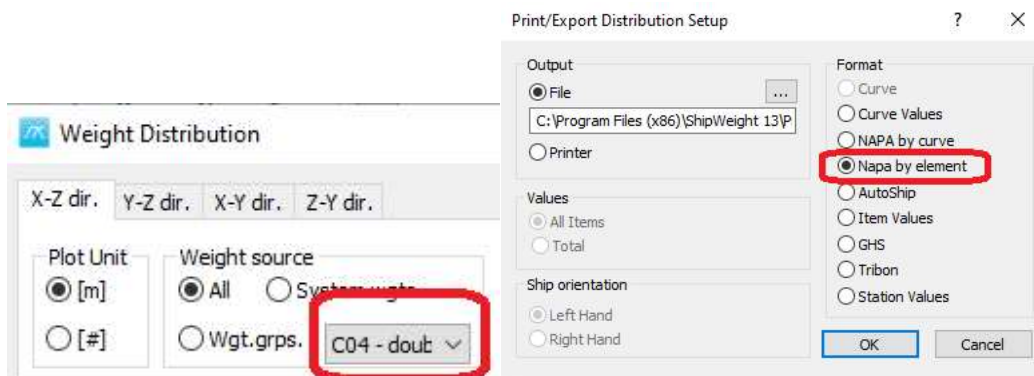 Weight Distribution
X-Z dir. Y-Z dir. X-Y dir. Z-Y dir.
Plot Unit
[m]
[#]
Weight source
All
Wgt.grps.
C04 - doub
Print/Export Distribution Setup ? X
Output
File
...
C:\Program Files (x86)\ShipWeight 13\P
Printer
Values
All Items
Total
Ship orientation
Left Hand
Right Hand
Format
Curve
Curve Values
NAPA by curve
Napa by element
AutoShip
Item Values
GHS
Tribon
Station Values
OK Cancel